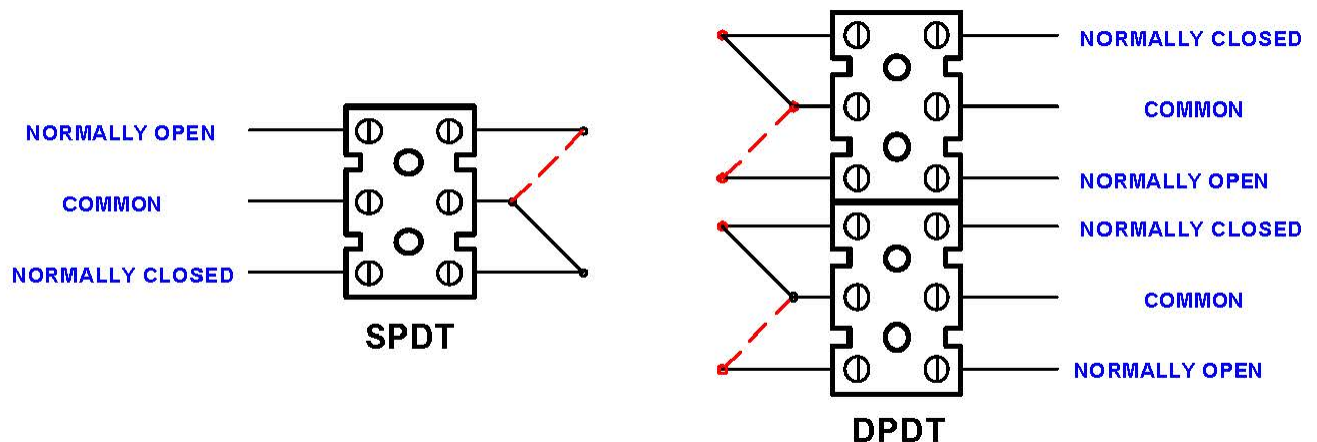 NORMALLY OPEN
COMMON
NORMALLY CLOSED
SPDT
NORMALLY CLOSED
COMMON
NORMALLY OPEN
NORMALLY CLOSED
COMMON
NORMALLY OPEN
DPDT